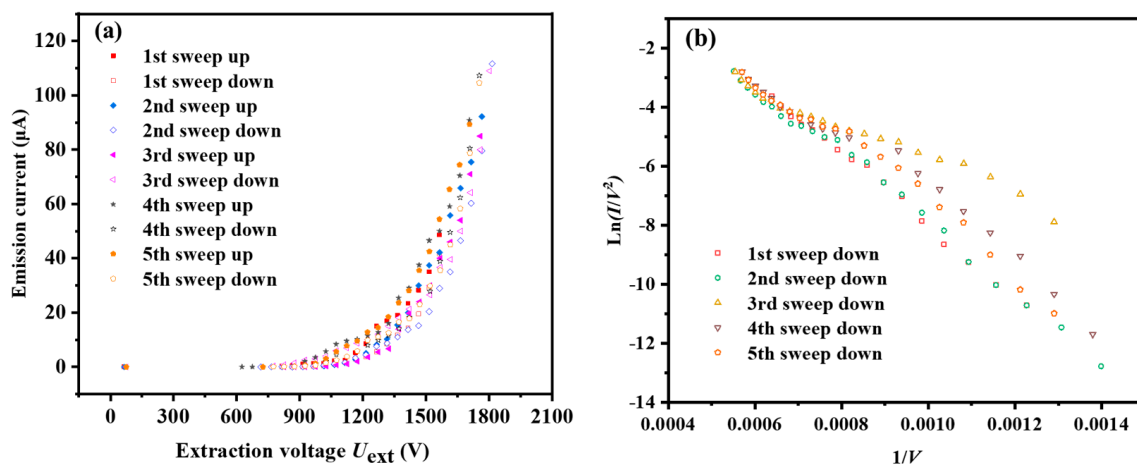 (a)
120
100
80
60
40
20
0
Emission current (μA)
1st sweep up
1st sweep down
2nd sweep up
2nd sweep down
3rd sweep up
3rd sweep down
4th sweep up
4th sweep down
5th sweep up
5th sweep down
0 300 600 900 1200 1500 1800 2100
Extraction voltage Uext (V)
(b)
-2
-4
-6
-8
-10
-12
-14
Ln(I/V²)
1st sweep down
2nd sweep down
3rd sweep down
4th sweep down
5th sweep down
0.0004 0.0006 0.0008 0.0010 0.0012 0.0014
1/V